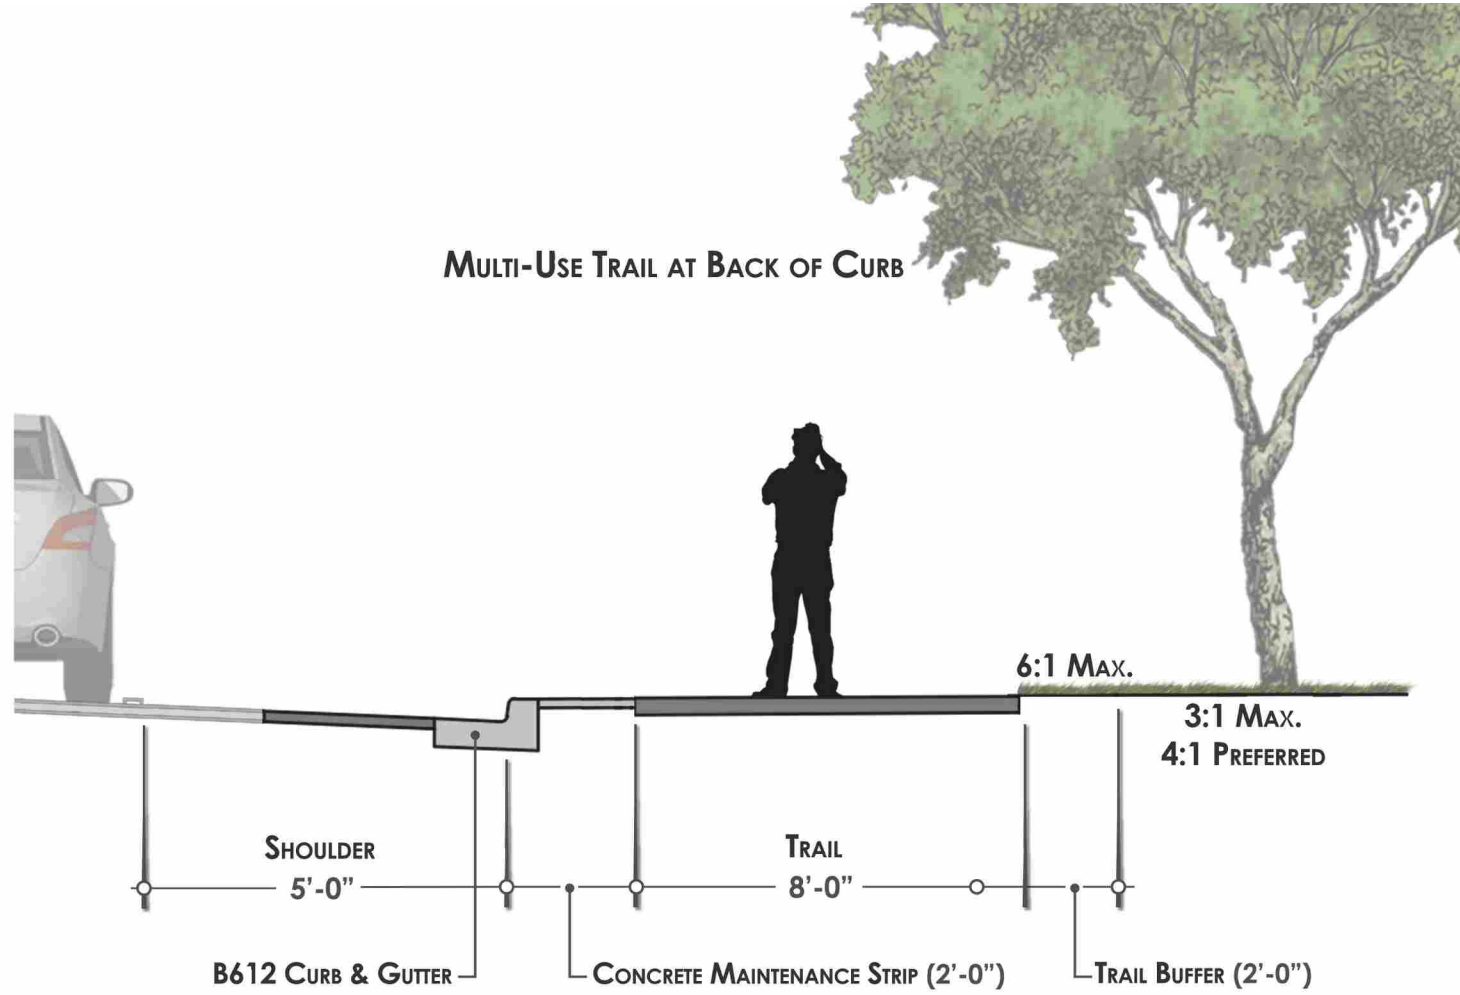 Multi-Use Trail at Back of Curb
6:1 Max.
3:1 Max.
4:1 Preferred
Shoulder
5'-0"
Trail
8'-0"
B612 Curb & Gutter
Concrete Maintenance Strip (2'-0")
Trail Buffer (2'-0")